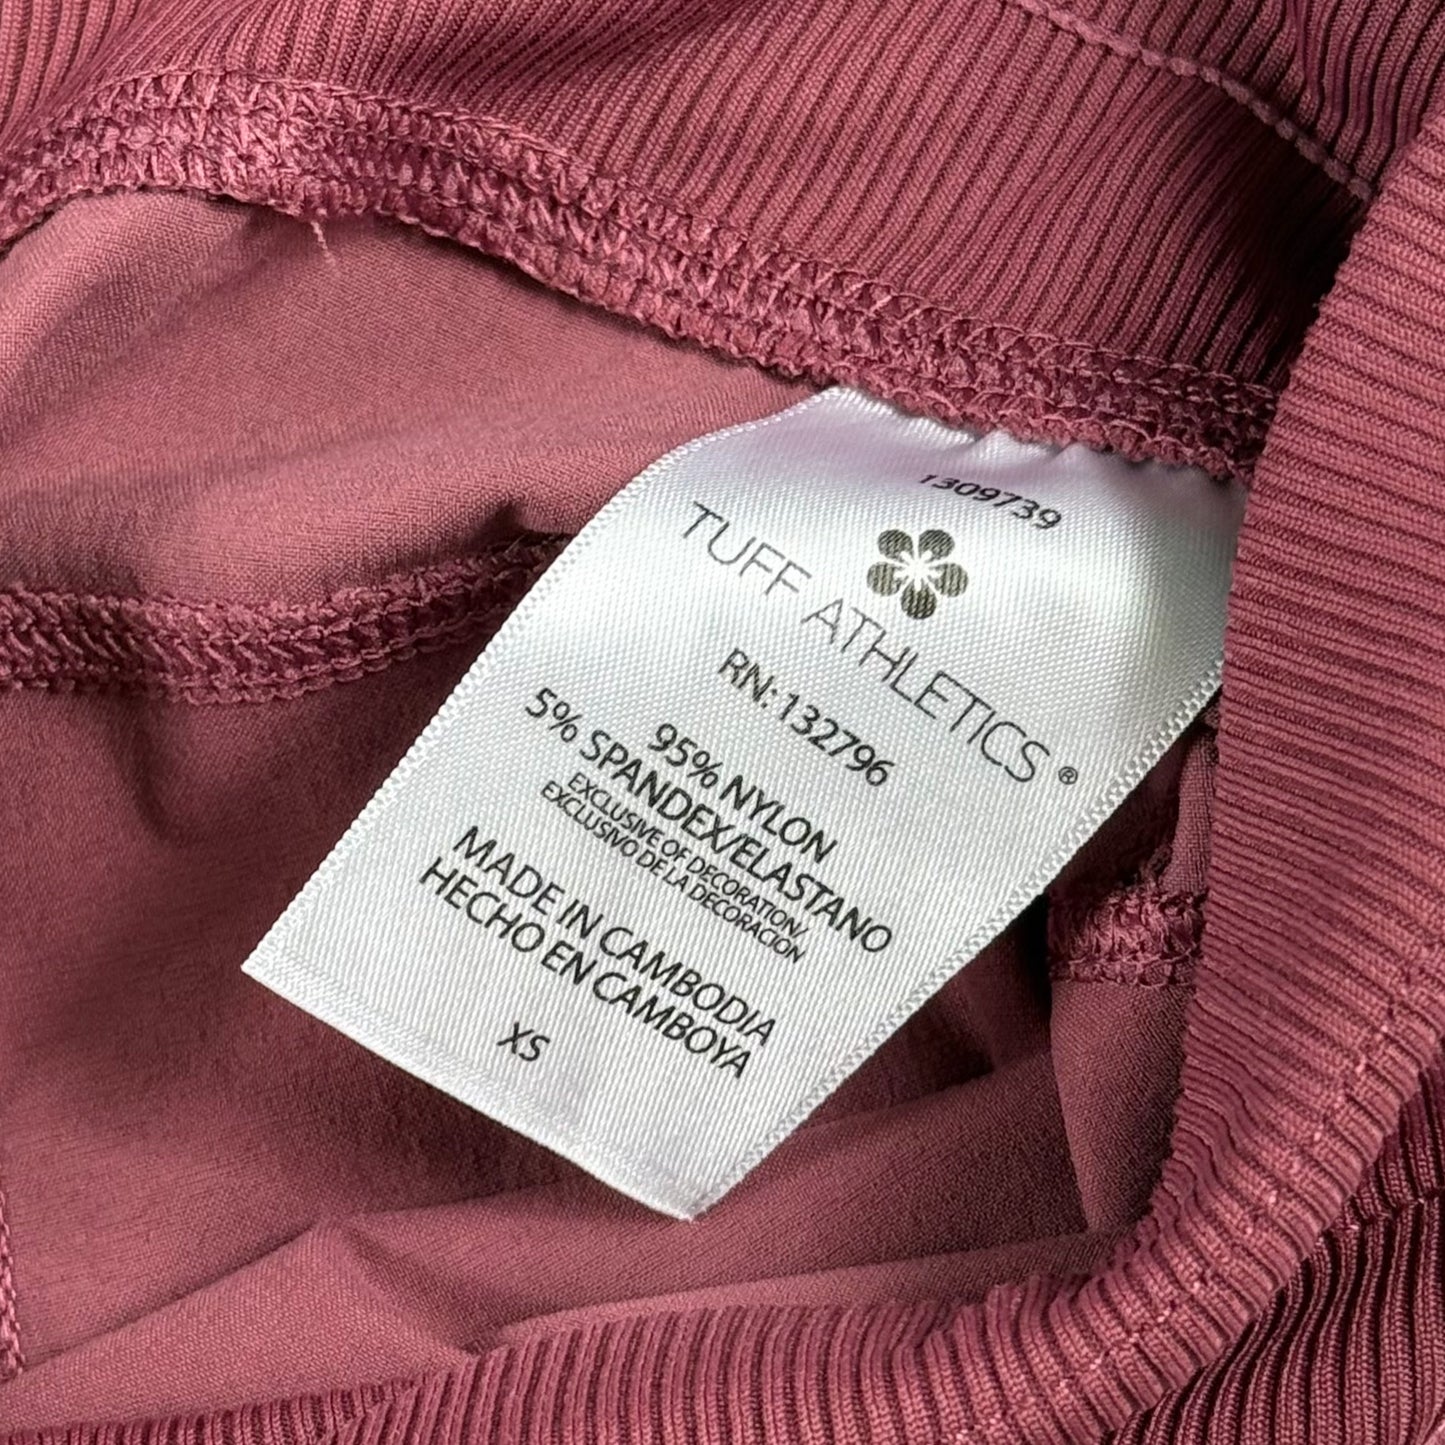 1309739
TUFF ATHLETICS ®
RN: 132796
95% NYLON
5% SPANDEX/ELASTANO
EXCLUSIVE OF DECORATION/
EXCLUSIVO DE LA DECORACIÓN
MADE IN CAMBODIA
HECHO EN CAMBOYA
XS